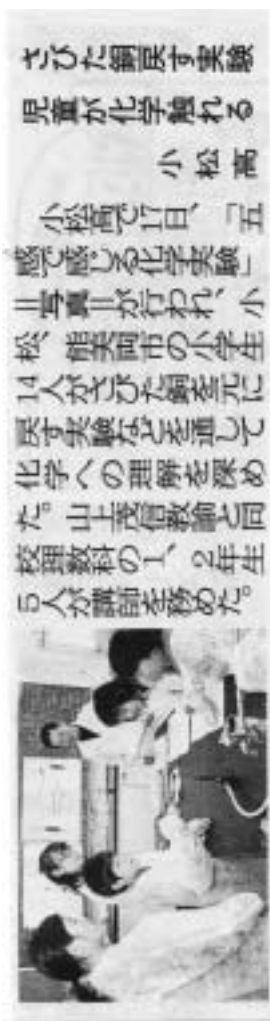 さびた銅戻す実験
児童が化学触れる
小松高
小松高で17日、「五
感で感じる化学実験」
＝写真＝が行われ、小
松、能美両市の小学生
14人がさびた銅を元に
戻す実験などを通して
化学への理解を深め
た。山上茂信教諭と同
校理数科の1、2年生
5人が講師を務めた。